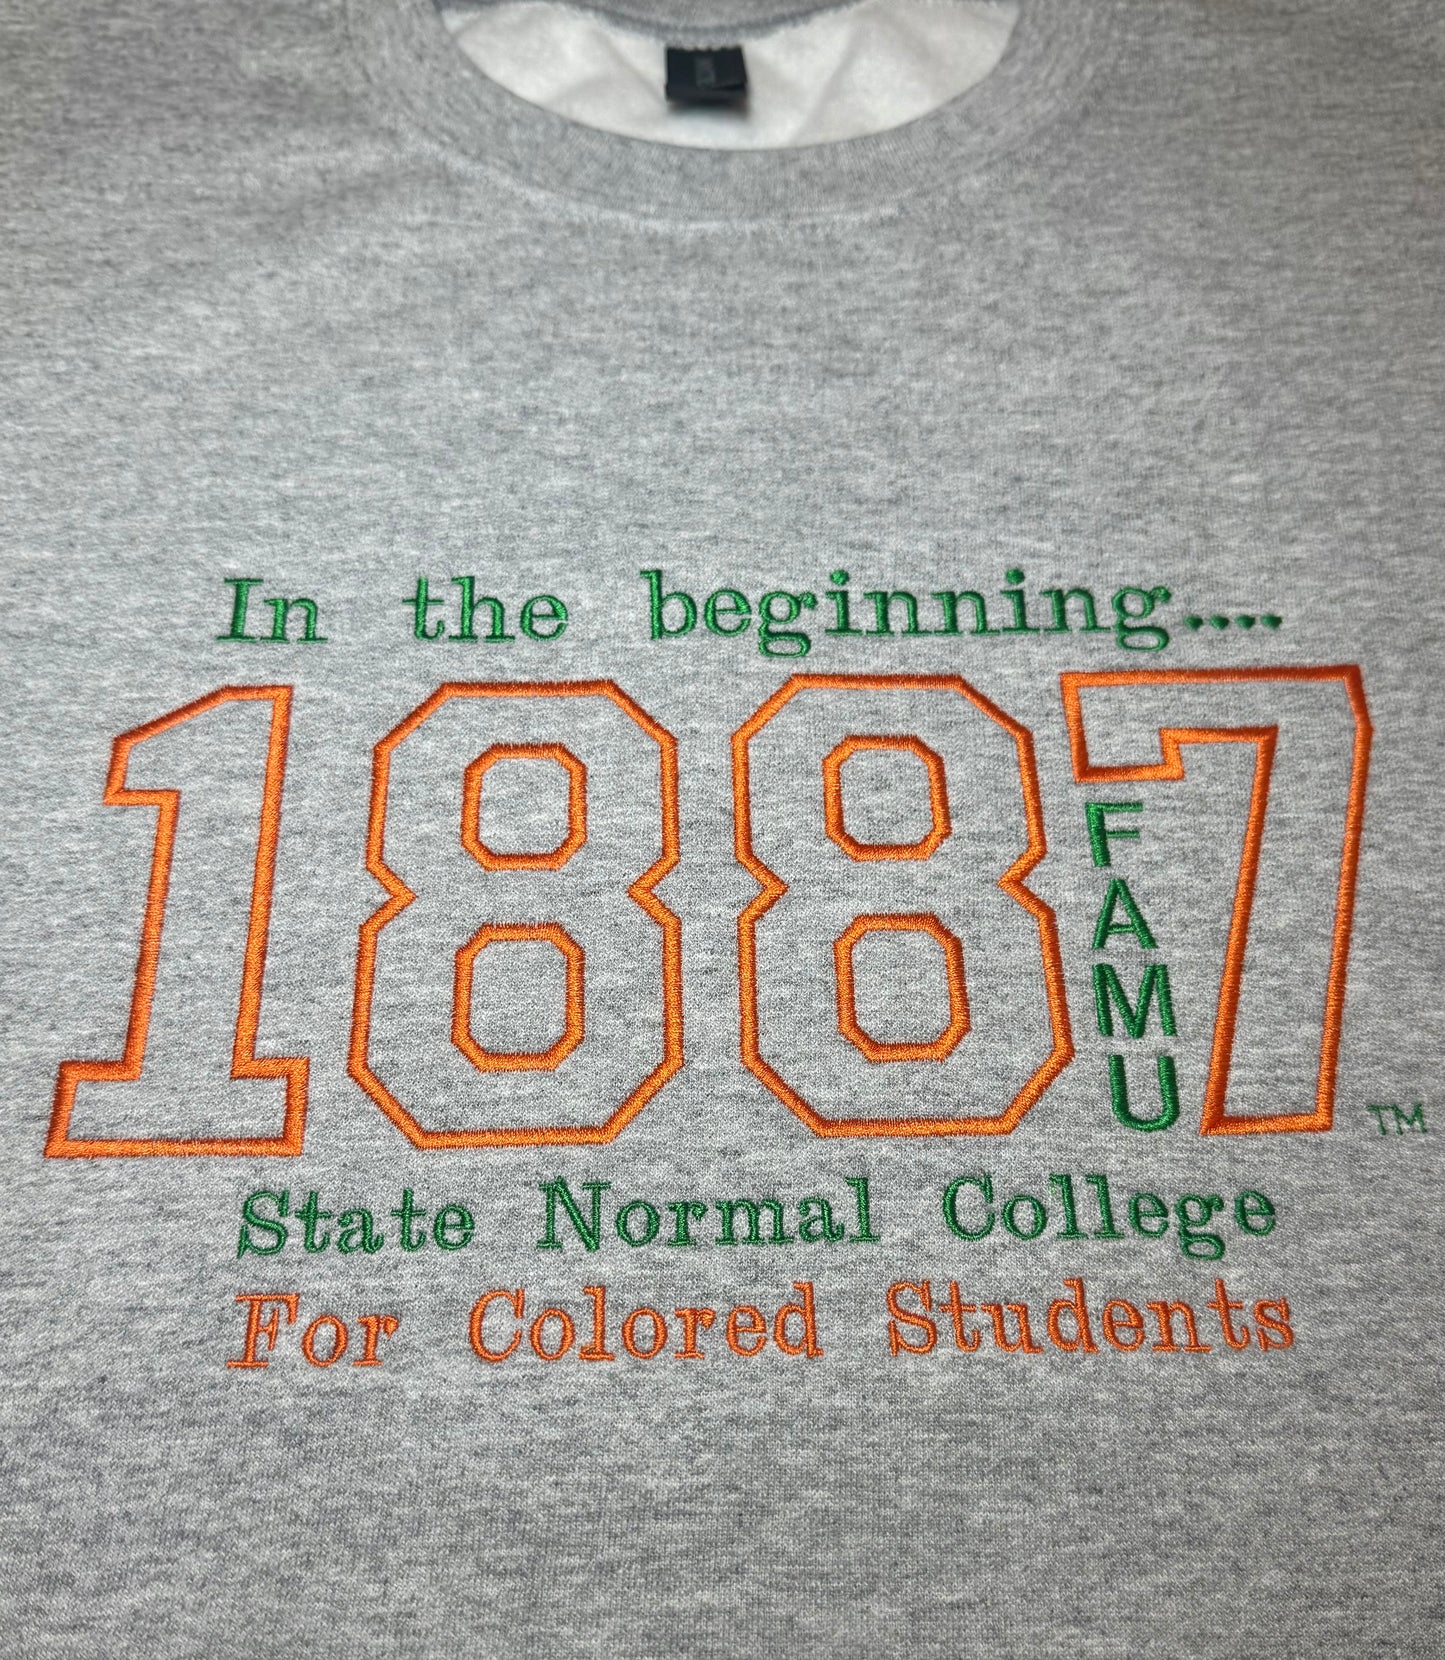 In the beginning....
1887
FAMU
TM
State Normal College
For Colored Students